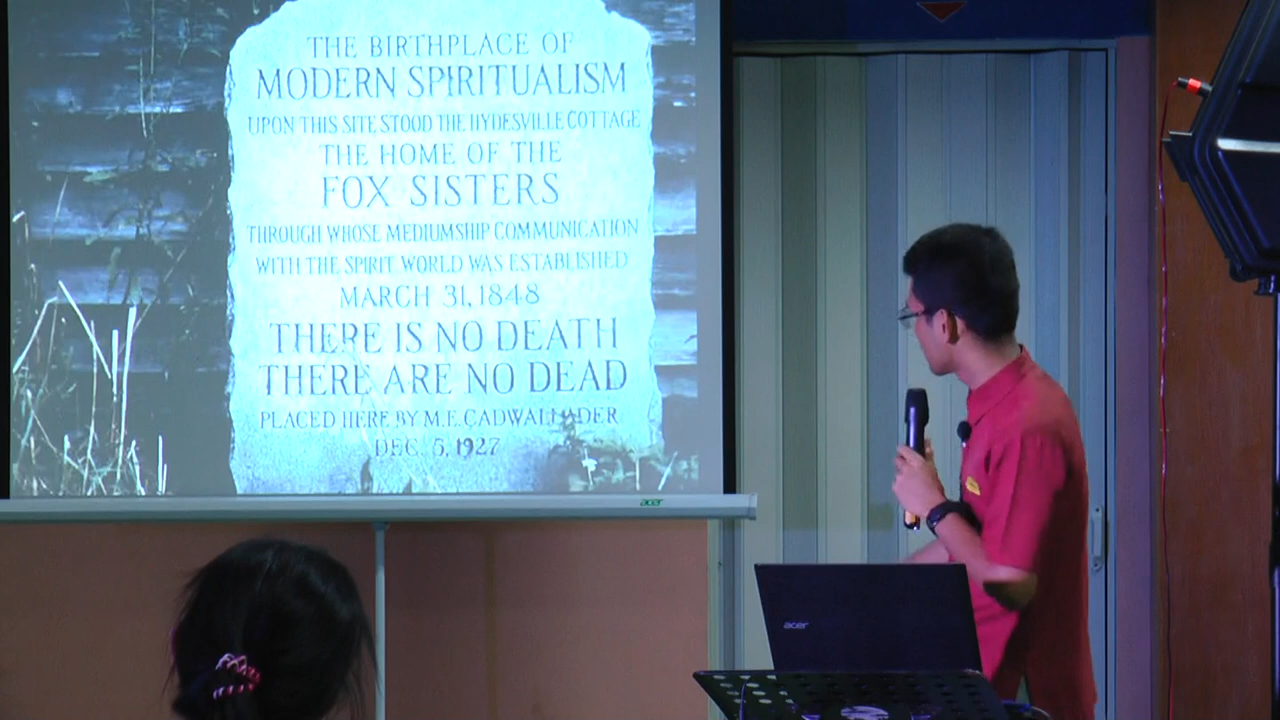 THE BIRTHPLACE OF
MODERN SPIRITUALISM
UPON THIS SITE STOOD THE HYDESVILLE COTTAGE
THE HOME OF THE
FOX SISTERS
THROUGH WHOSE MEDIUMSHIP COMMUNICATION
WITH THE SPIRIT WORLD WAS ESTABLISHED
MARCH 31, 1848
THERE IS NO DEATH
THERE ARE NO DEAD
PLACED HERE BY M.E. CADWALLADER
DEC. 5, 1927
acer
acer